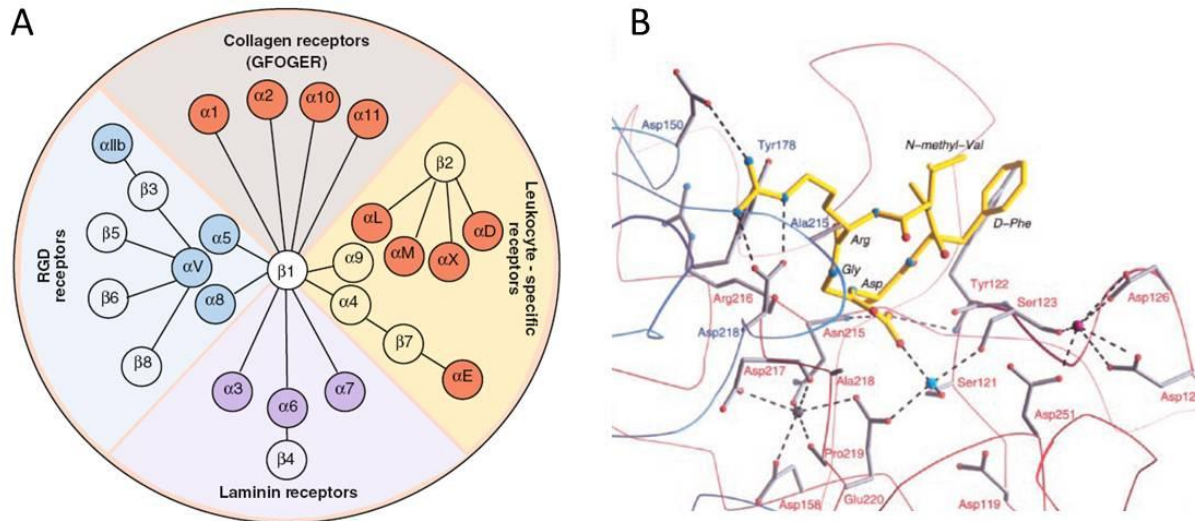 A
Collagen receptors
(GFOGER)
α1
α2
α10
α11
αIIb
β3
β5
αV
α5
β6
α8
β8
RGD
receptors
β1
β2
αL
αM
αX
αD
α9
α4
β7
αE
Leukocyte - specific
receptors
α3
α6
α7
β4
Laminin receptors
B
Asp150
Tyr178
N-methyl-Val
Ala215
D-Phe
Arg
Gly
Asp
Arg216
Tyr122
Ser123
Asp126
Asp218
Asn215
Asp217
Ala218
Ser121
Asp251
Pro219
Asp158
Glu220
Asp119